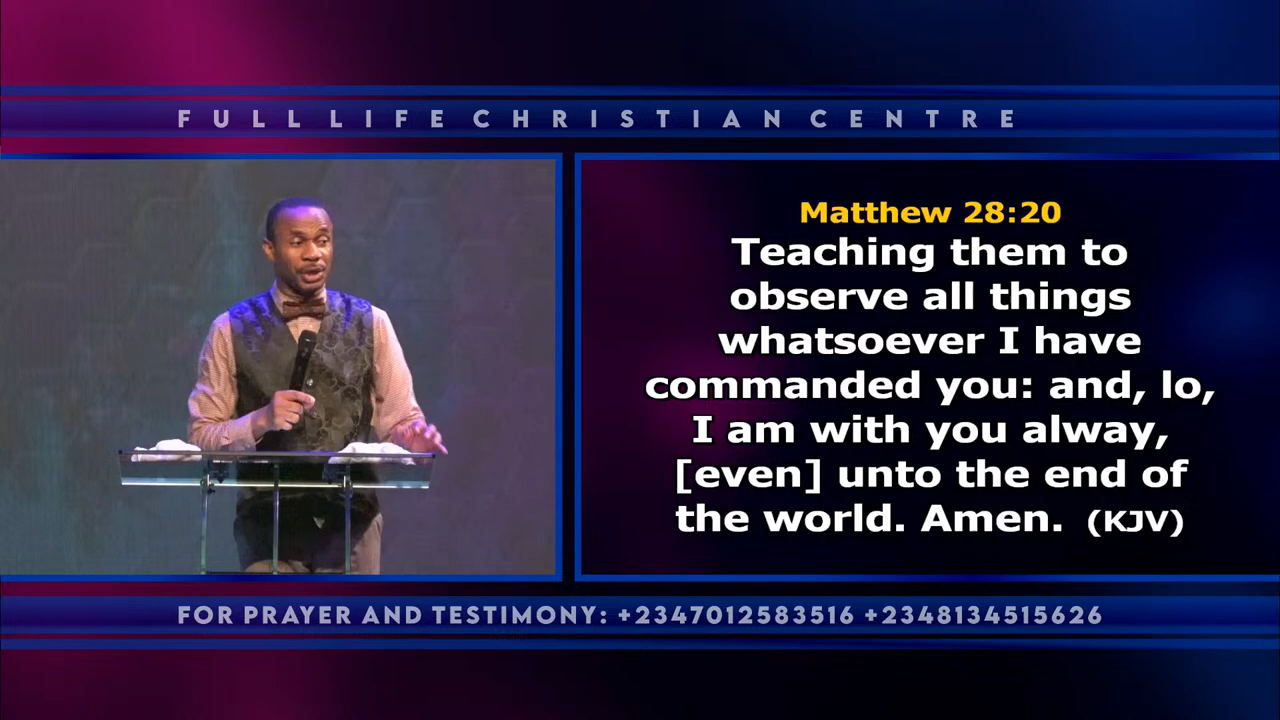 FULL LIFE CHRISTIAN CENTRE
Matthew 28:20
Teaching them to
observe all things
whatsoever I have
commanded you: and, lo,
I am with you alway,
[even] unto the end of
the world. Amen. (KJV)
FOR PRAYER AND TESTIMONY: +2347012583516 +2348134515626